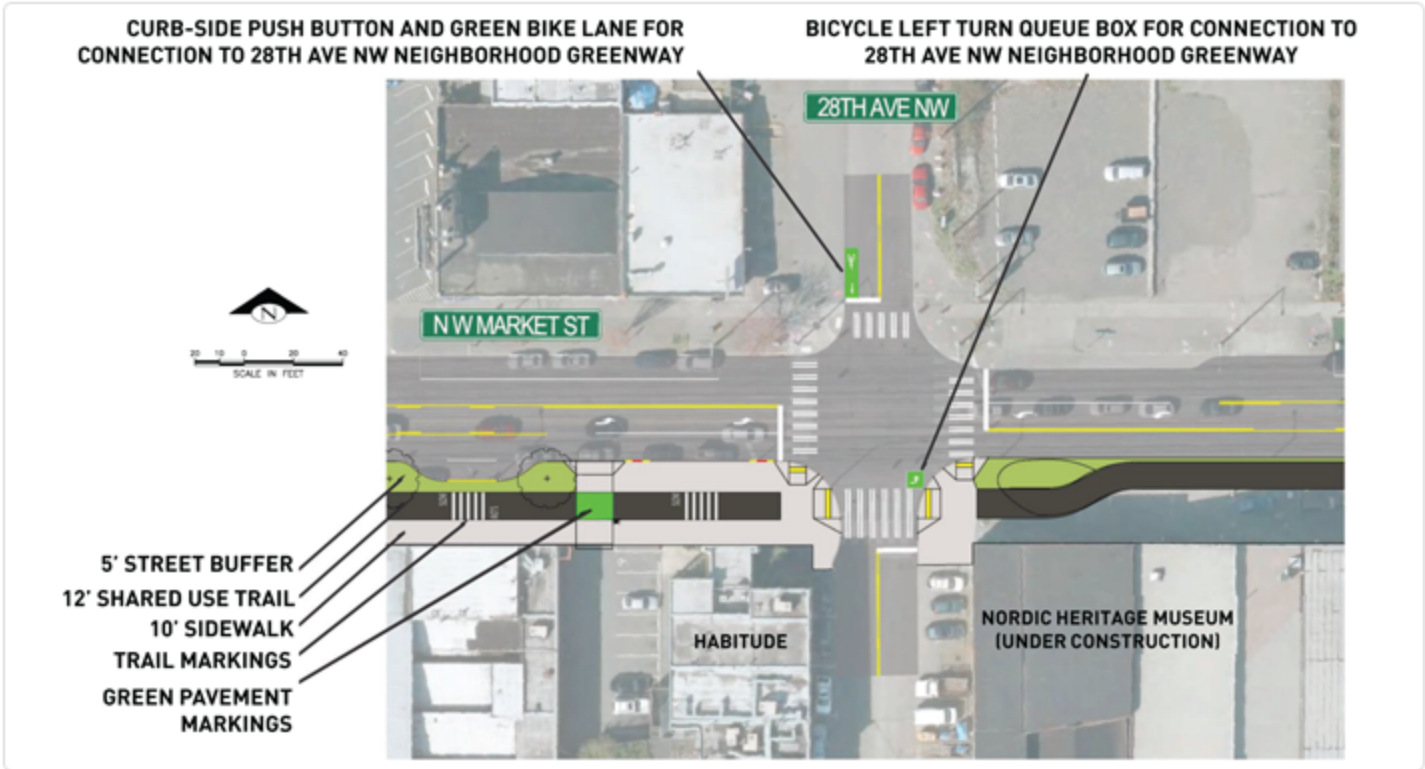 CURB-SIDE PUSH BUTTON AND GREEN BIKE LANE FOR
CONNECTION TO 28TH AVE NW NEIGHBORHOOD GREENWAY
BICYCLE LEFT TURN QUEUE BOX FOR CONNECTION TO
28TH AVE NW NEIGHBORHOOD GREENWAY
28TH AVE NW
N W MARKET ST
N
20 10 0 20 40
SCALE IN FEET
5' STREET BUFFER
12' SHARED USE TRAIL
10' SIDEWALK
TRAIL MARKINGS
GREEN PAVEMENT
MARKINGS
HABITUDE
NORDIC HERITAGE MUSEUM
(UNDER CONSTRUCTION)